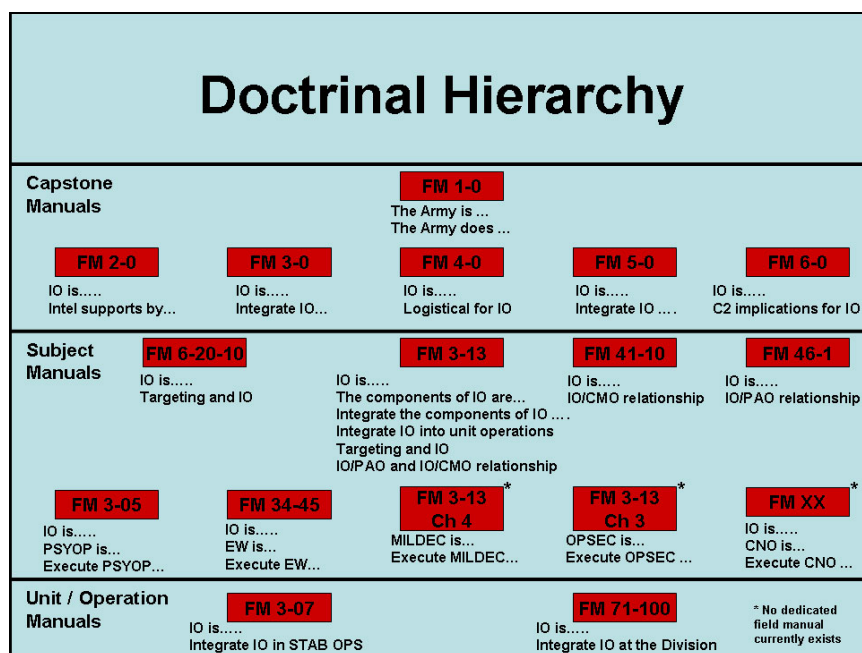 Doctrinal Hierarchy
Capstone
Manuals
FM 1-0
The Army is ...
The Army does ...
FM 2-0
IO is.....
Intel supports by...
FM 3-0
IO is.....
Integrate IO...
FM 4-0
IO is.....
Logistical for IO
FM 5-0
IO is.....
Integrate IO ....
FM 6-0
IO is.....
C2 implications for IO
Subject
Manuals
FM 6-20-10
IO is.....
Targeting and IO
FM 3-13
IO is.....
The components of IO are...
Integrate the components of IO ....
Integrate IO into unit operations
Targeting and IO
IO/PAO and IO/CMO relationship
FM 41-10
IO is.....
IO/CMO relationship
FM 46-1
IO is.....
IO/PAO relationship
FM 3-05
IO is.....
PSYOP is...
Execute PSYOP...
FM 34-45
IO is.....
EW is...
Execute EW...
FM 3-13 *
Ch 4
MILDEC is...
Execute MILDEC...
FM 3-13 *
Ch 3
OPSEC is...
Execute OPSEC ...
FM XX *
IO is.....
CNO is...
Execute CNO ...
Unit / Operation
Manuals
FM 3-07
IO is.....
Integrate IO in STAB OPS
FM 71-100
IO is.....
Integrate IO at the Division
* No dedicated
field manual
currently exists